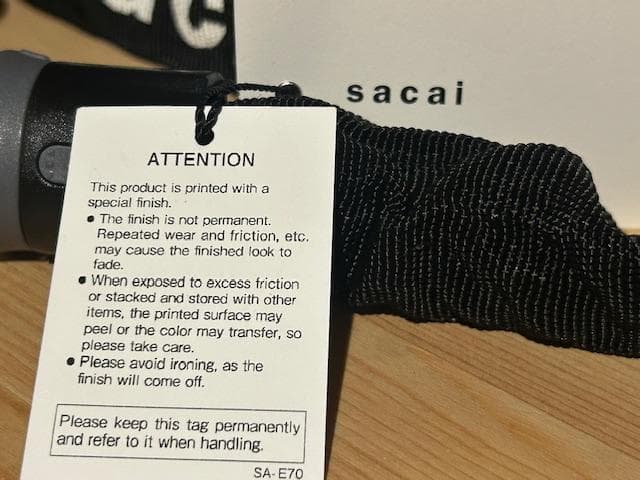 sacai
ATTENTION
This product is printed with a
special finish.
● The finish is not permanent.
Repeated wear and friction, etc.
may cause the finished look to
fade.
● When exposed to excess friction
or stacked and stored with other
items, the printed surface may
peel or the color may transfer, so
please take care.
● Please avoid ironing, as the
finish will come off.
Please keep this tag permanently
and refer to it when handling.
SA-E70